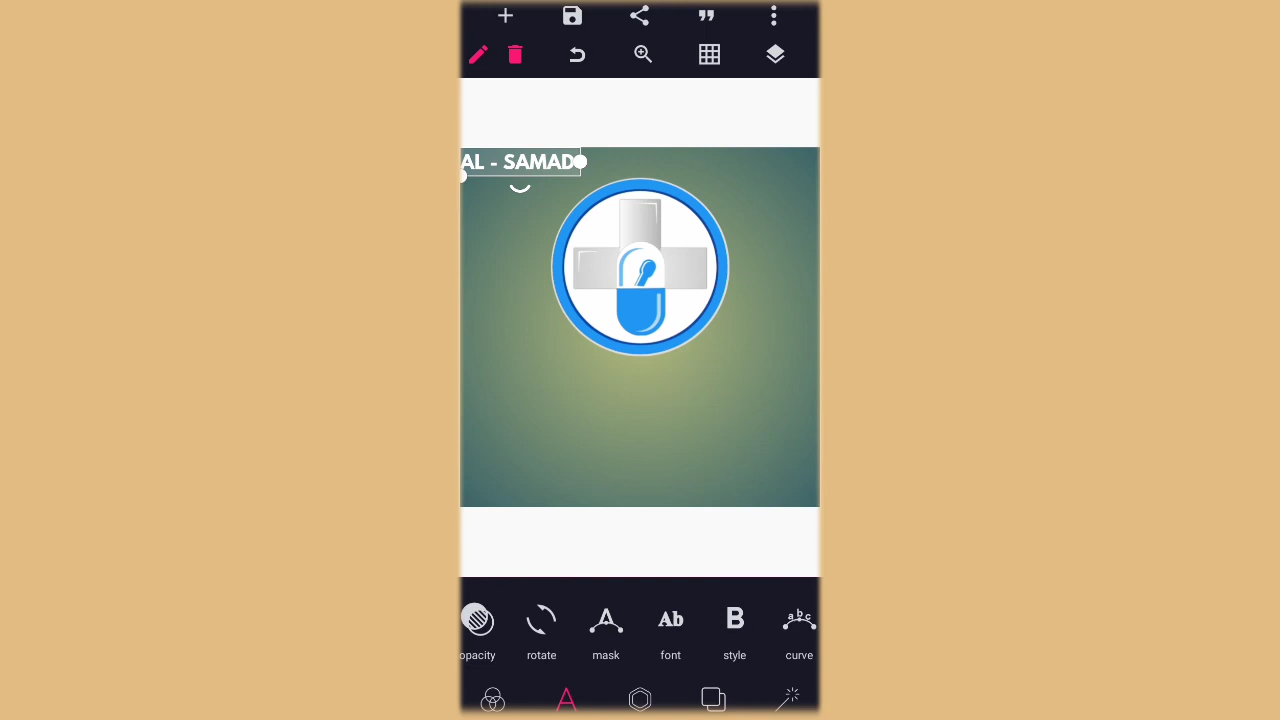 AL - SAMAD
opacity
rotate
mask
Ab
font
B
style
abc
curve